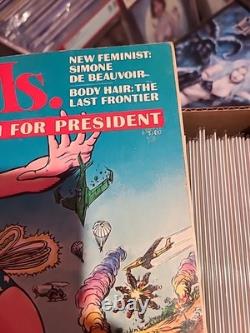 Ms.
NEW FEMINIST:
SIMONE
DE BEAUVOIR—
BODY HAIR: THE
LAST FRONTIER
FOR PRESIDENT